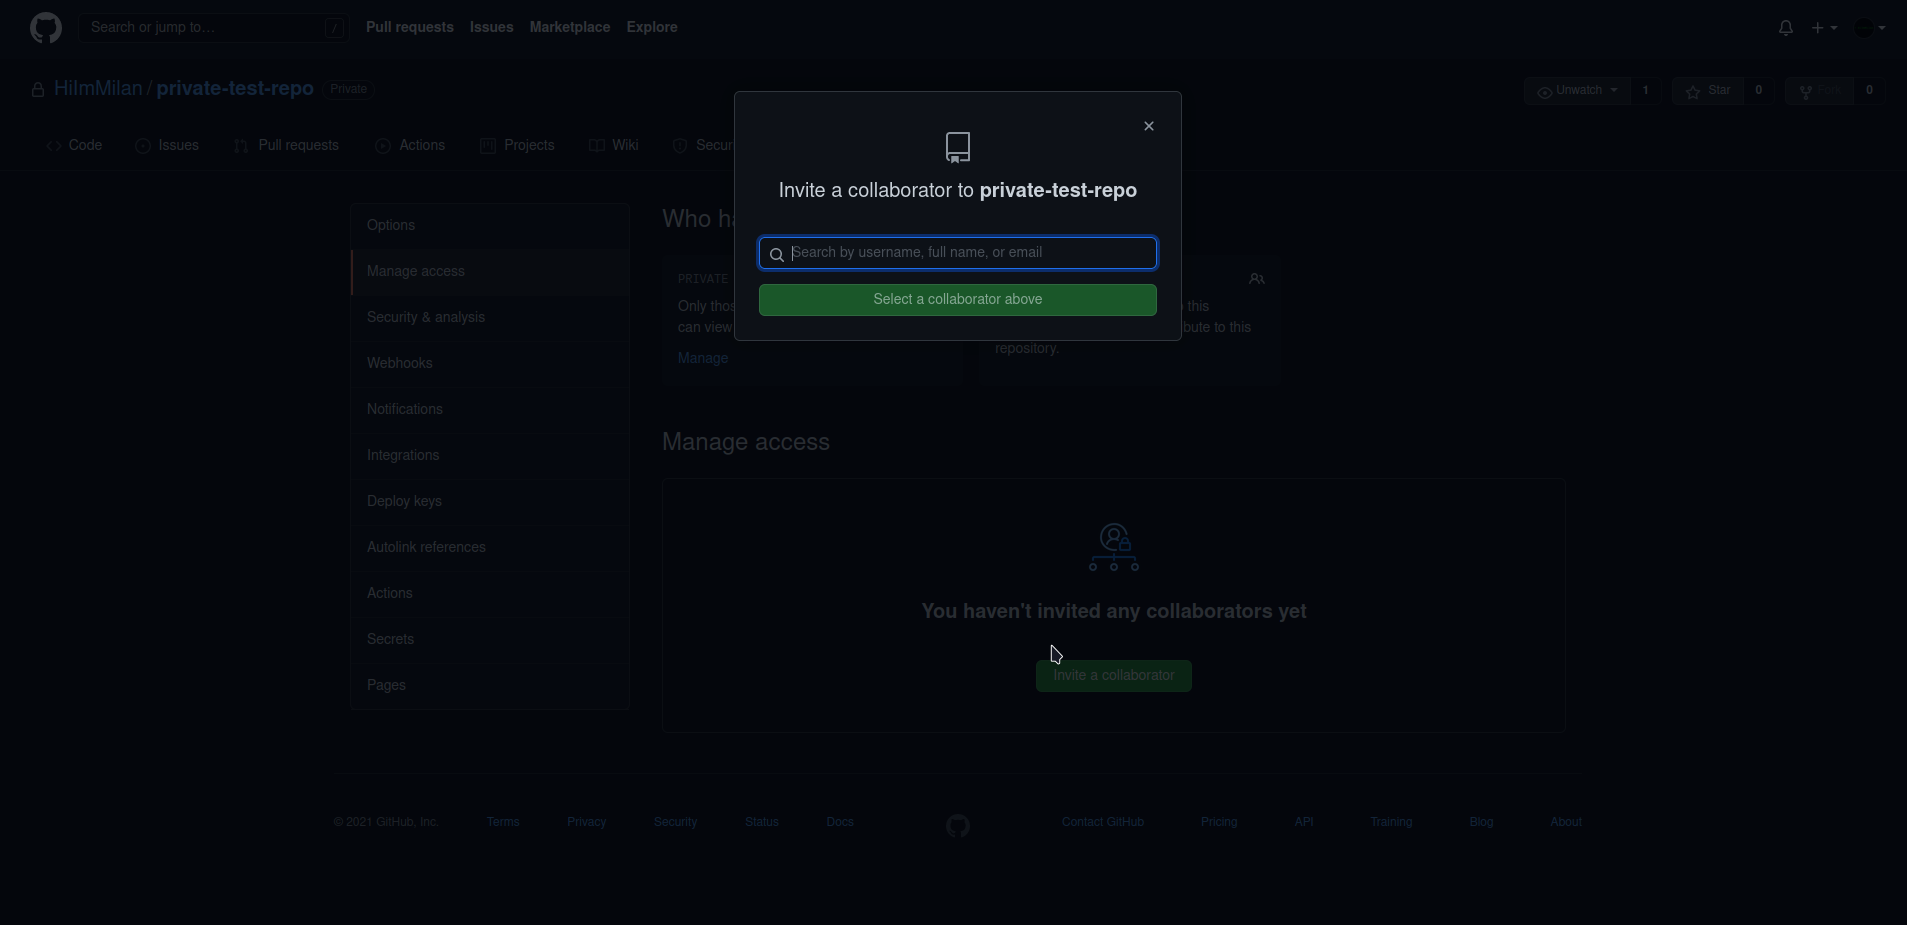 Search or jump to…
/
Pull requests
Issues
Marketplace
Explore
HiImMilan / private-test-repo
Private
Unwatch
1
Star
0
Fork
0
Code
Issues
Pull requests
Actions
Projects
Wiki
Secur
Invite a collaborator to private-test-repo
Search by username, full name, or email
Select a collaborator above
Options
Manage access
Security & analysis
Webhooks
Notifications
Integrations
Deploy keys
Autolink references
Actions
Secrets
Pages
Who ha
PRIVATE
Only thos
can view
Manage
this
bute to this
repository.
Manage access
You haven't invited any collaborators yet
Invite a collaborator
© 2021 GitHub, Inc.
Terms
Privacy
Security
Status
Docs
Contact GitHub
Pricing
API
Training
Blog
About